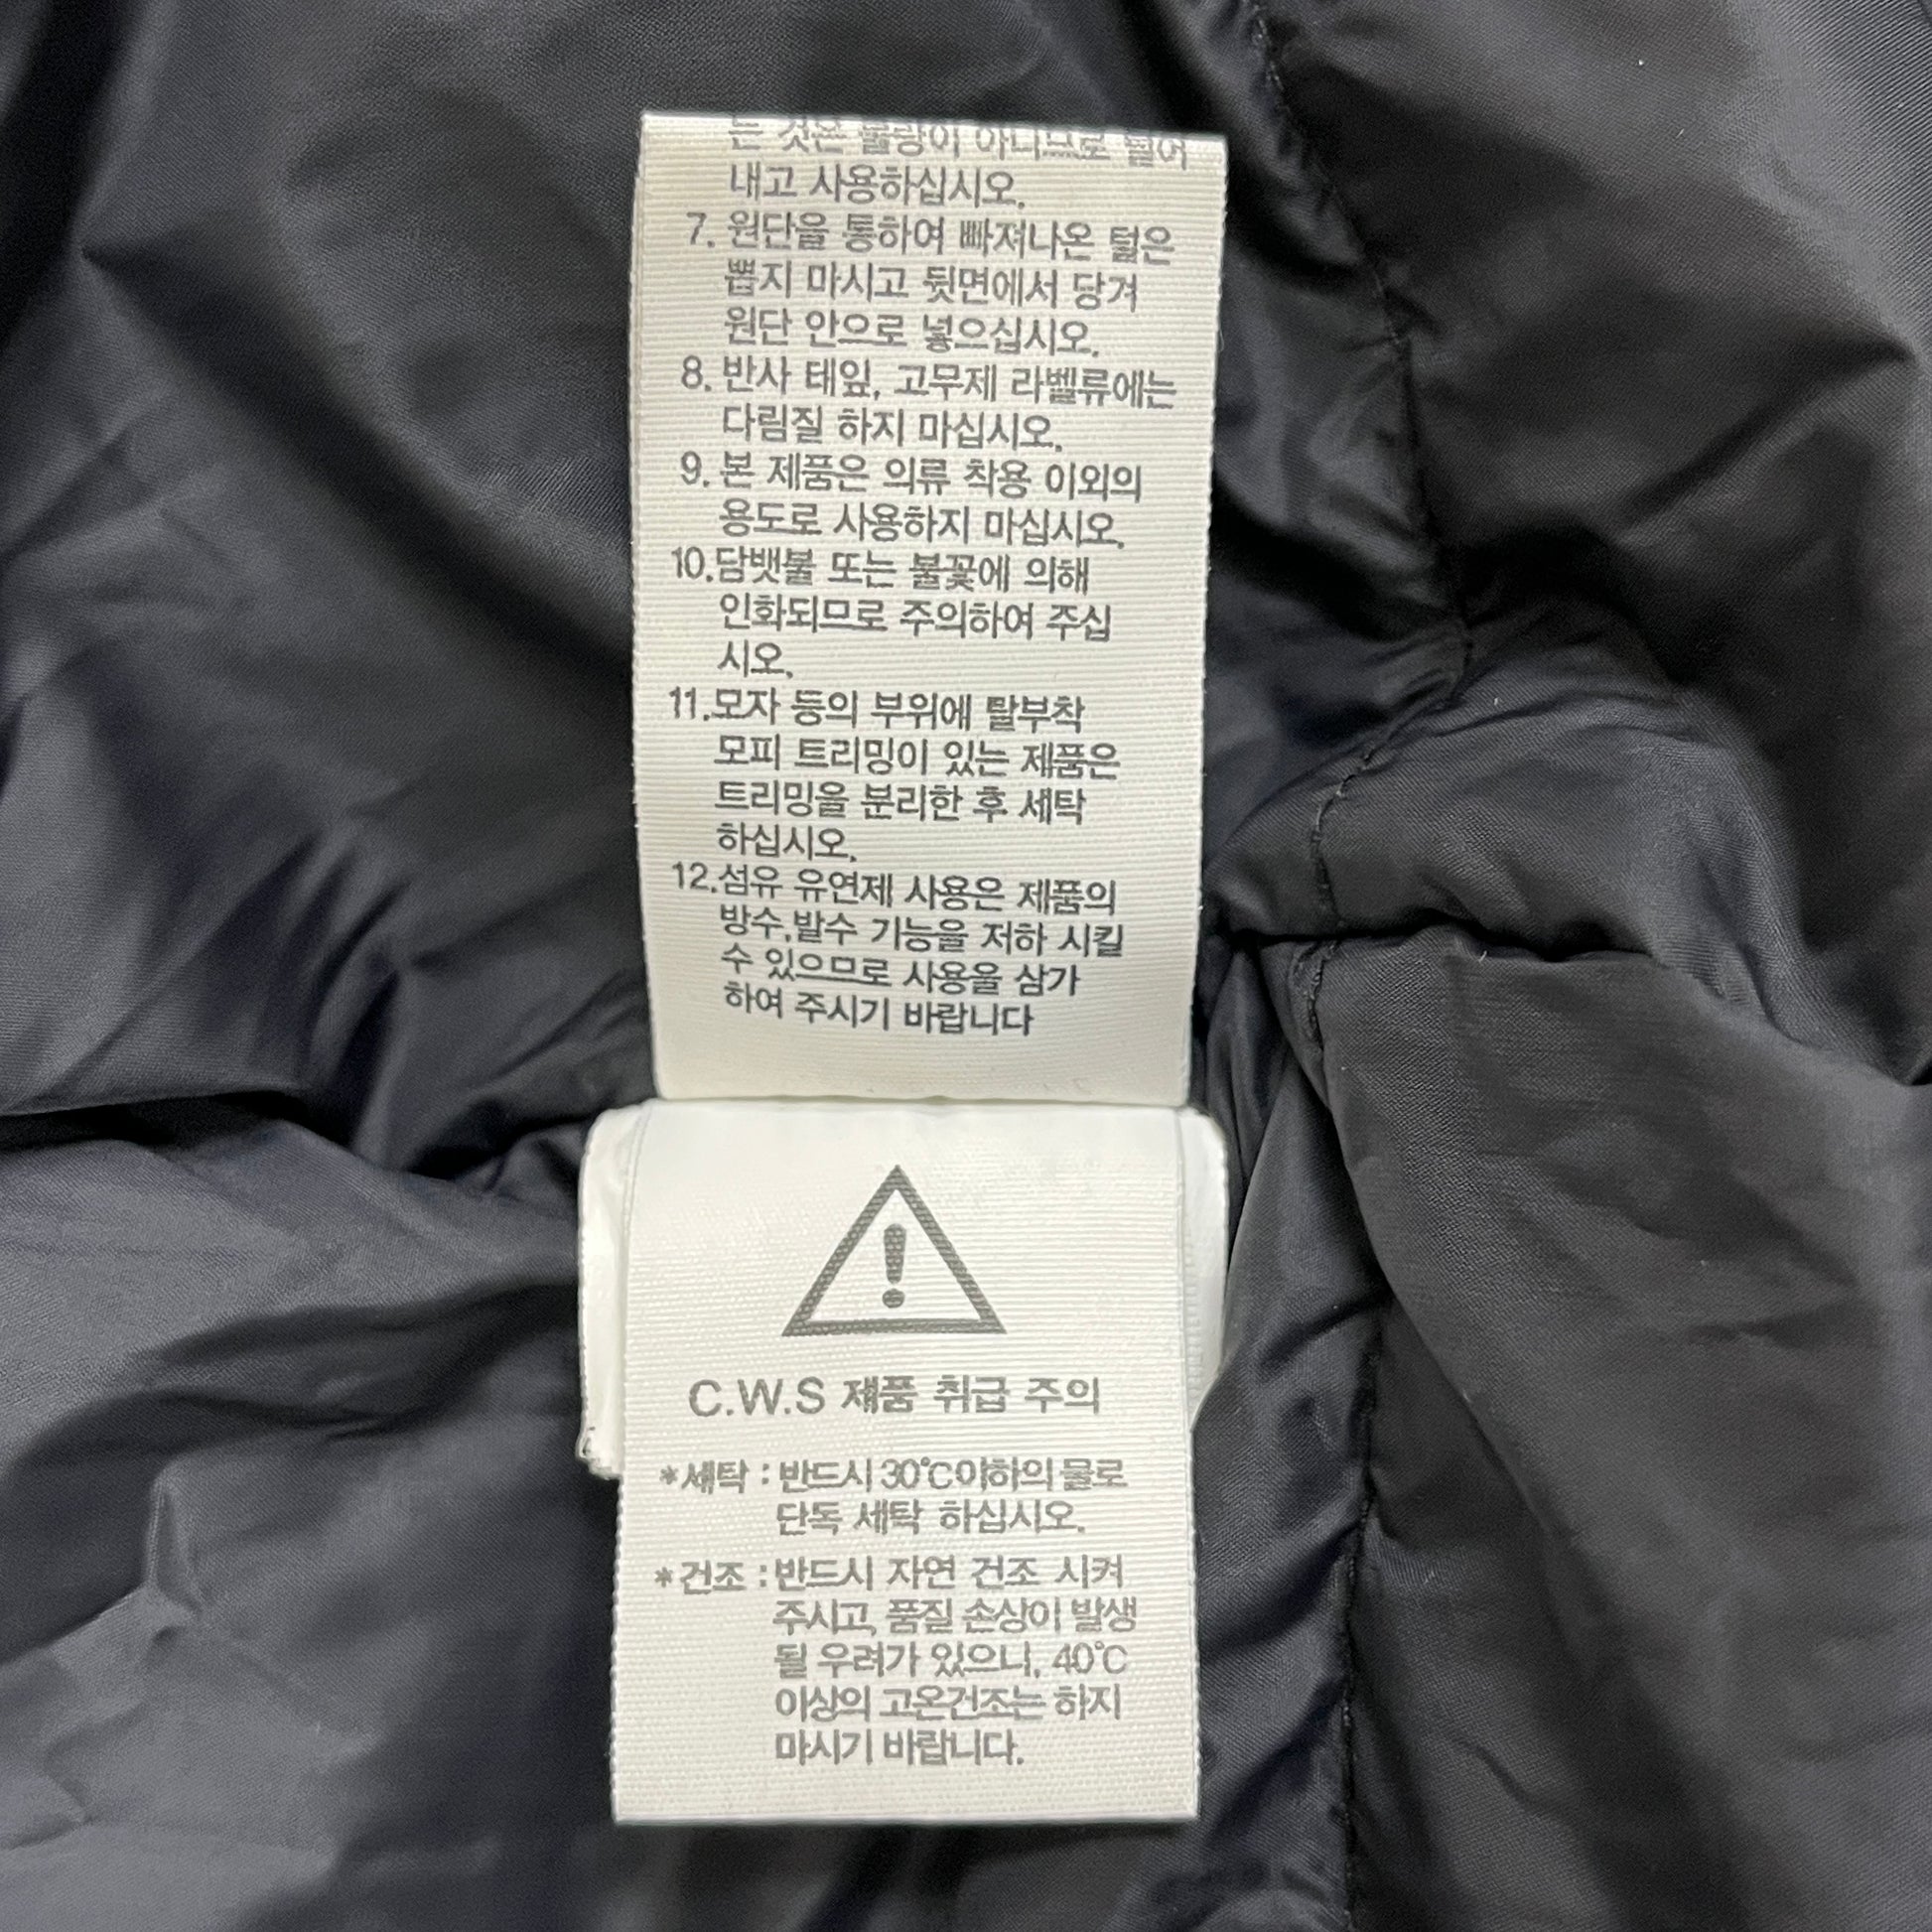 는 것은 불량이 아니므로 털어
내고 사용하십시오.
7. 원단을 통하여 빠져나온 털은
뽑지 마시고 뒷면에서 당겨
원단 안으로 넣으십시오.
8. 반사 테잎, 고무제 라벨류에는
다림질 하지 마십시오.
9. 본 제품은 의류 착용 이외의
용도로 사용하지 마십시오.
10.담뱃불 또는 불꽃에 의해
인화되므로 주의하여 주십
시오.
11.모자 등의 부위에 탈부착
모피 트리밍이 있는 제품은
트리밍을 분리한 후 세탁
하십시오.
12.섬유 유연제 사용은 제품의
방수,발수 기능을 저하 시킬
수 있으므로 사용을 삼가
하여 주시기 바랍니다
C.W.S 제품 취급 주의
*세탁 : 반드시 30℃이하의 물로
단독 세탁 하십시오.
*건조 : 반드시 자연 건조 시켜
주시고, 품질 손상이 발생
될 우려가 있으니, 40℃
이상의 고온건조는 하지
마시기 바랍니다.